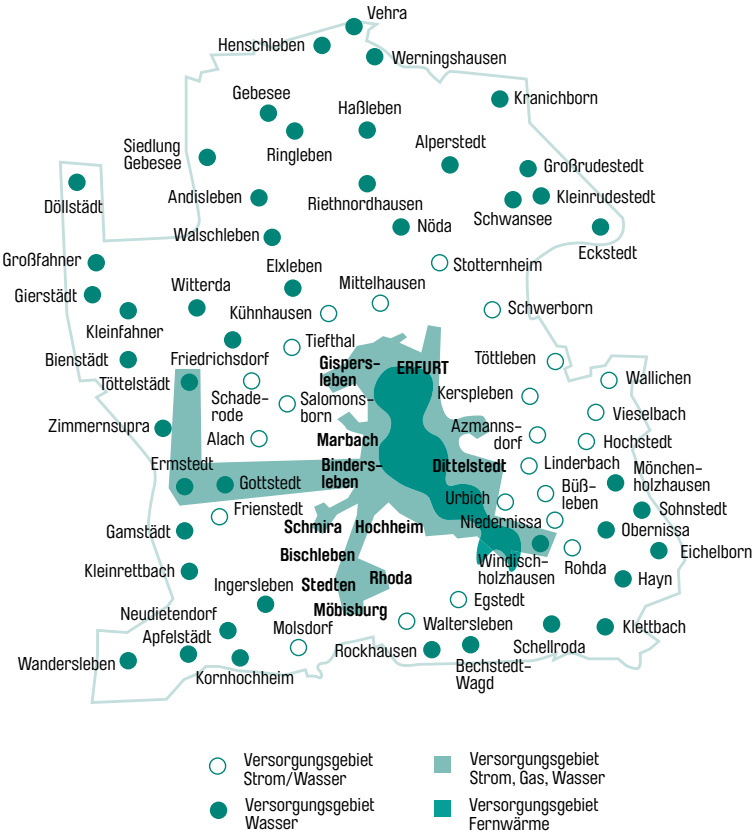 Vehra
Henschleben
Werningshausen
Gebesee
Haßleben
Kranichborn
Siedlung
Gebesee
Ringleben
Alperstedt
Großrudestedt
Döllstädt
Andisleben
Riethnordhausen
Schwansee
Kleinrudestedt
Walschleben
Nöda
Eckstedt
Großfahner
Elxleben
Stotternheim
Gierstädt
Witterda
Mittelhausen
Kühnhausen
Schwerborn
Kleinfahner
Tiefthal
Bienstädt
Friedrichsdorf
Gispers-
leben
ERFURT
Töttleben
Töttelstädt
Schade-
rode
Salomons-
born
Kerspleben
Wallichen
Vieselbach
Zimmernsupra
Alach
Marbach
Azmanns-
dorf
Hochstedt
Ermstedt
Binders-
leben
Dittelstedt
Linderbach
Mönchen-
holzhausen
Gottstedt
Urbich
Büß-
leben
Sohnstedt
Frienstedt
Niedernissa
Gamstädt
Schmira
Hochheim
Obernissa
Bischleben
Windisch-
holzhausen
Rohda
Eichelborn
Kleinrettbach
Ingersleben
Stedten
Rhoda
Hayn
Neudietendorf
Möbisburg
Egstedt
Apfelstädt
Molsdorf
Waltersleben
Klettbach
Wandersleben
Kornhochheim
Rockhausen
Schellroda
Bechstedt-
Wagd
Versorgungsgebiet
Strom/Wasser
Versorgungsgebiet
Strom, Gas, Wasser
Versorgungsgebiet
Wasser
Versorgungsgebiet
Fernwärme